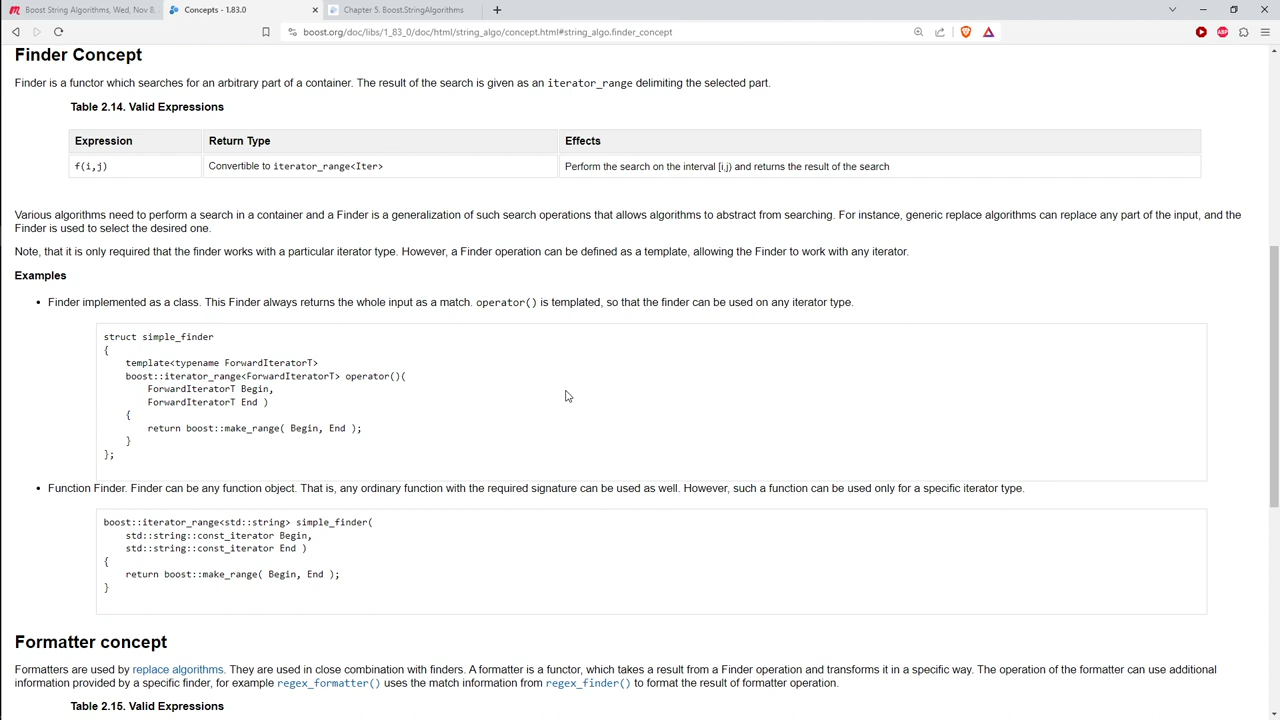 Boost String Algorithms, Wed, Nov 8,
Concepts - 1.83.0
Chapter 5. Boost.StringAlgorithms
boost.org/doc/libs/1_83_0/doc/html/string_algo/concept.html#string_algo.finder_concept
Finder Concept
Finder is a functor which searches for an arbitrary part of a container. The result of the search is given as an iterator_range delimiting the selected part.
Table 2.14. Valid Expressions
Expression Return Type Effects
f(i,j) Convertible to iterator_range<Iter> Perform the search on the interval [i,j) and returns the result of the search
Various algorithms need to perform a search in a container and a Finder is a generalization of such search operations that allows algorithms to abstract from searching. For instance, generic replace algorithms can replace any part of the input, and the
Finder is used to select the desired one.
Note, that it is only required that the finder works with a particular iterator type. However, a Finder operation can be defined as a template, allowing the Finder to work with any iterator.
Examples
• Finder implemented as a class. This Finder always returns the whole input as a match. operator() is templated, so that the finder can be used on any iterator type.
struct simple_finder
{
template<typename ForwardIteratorT>
boost::iterator_range<ForwardIteratorT> operator()(
ForwardIteratorT Begin,
ForwardIteratorT End )
{
return boost::make_range( Begin, End );
}
};
• Function Finder. Finder can be any function object. That is, any ordinary function with the required signature can be used as well. However, such a function can be used only for a specific iterator type.
boost::iterator_range<std::string> simple_finder(
std::string::const_iterator Begin,
std::string::const_iterator End )
{
return boost::make_range( Begin, End );
}
Formatter concept
Formatters are used by replace algorithms. They are used in close combination with finders. A formatter is a functor, which takes a result from a Finder operation and transforms it in a specific way. The operation of the formatter can use additional
information provided by a specific finder, for example regex_formatter() uses the match information from regex_finder() to format the result of formatter operation.
Table 2.15. Valid Expressions